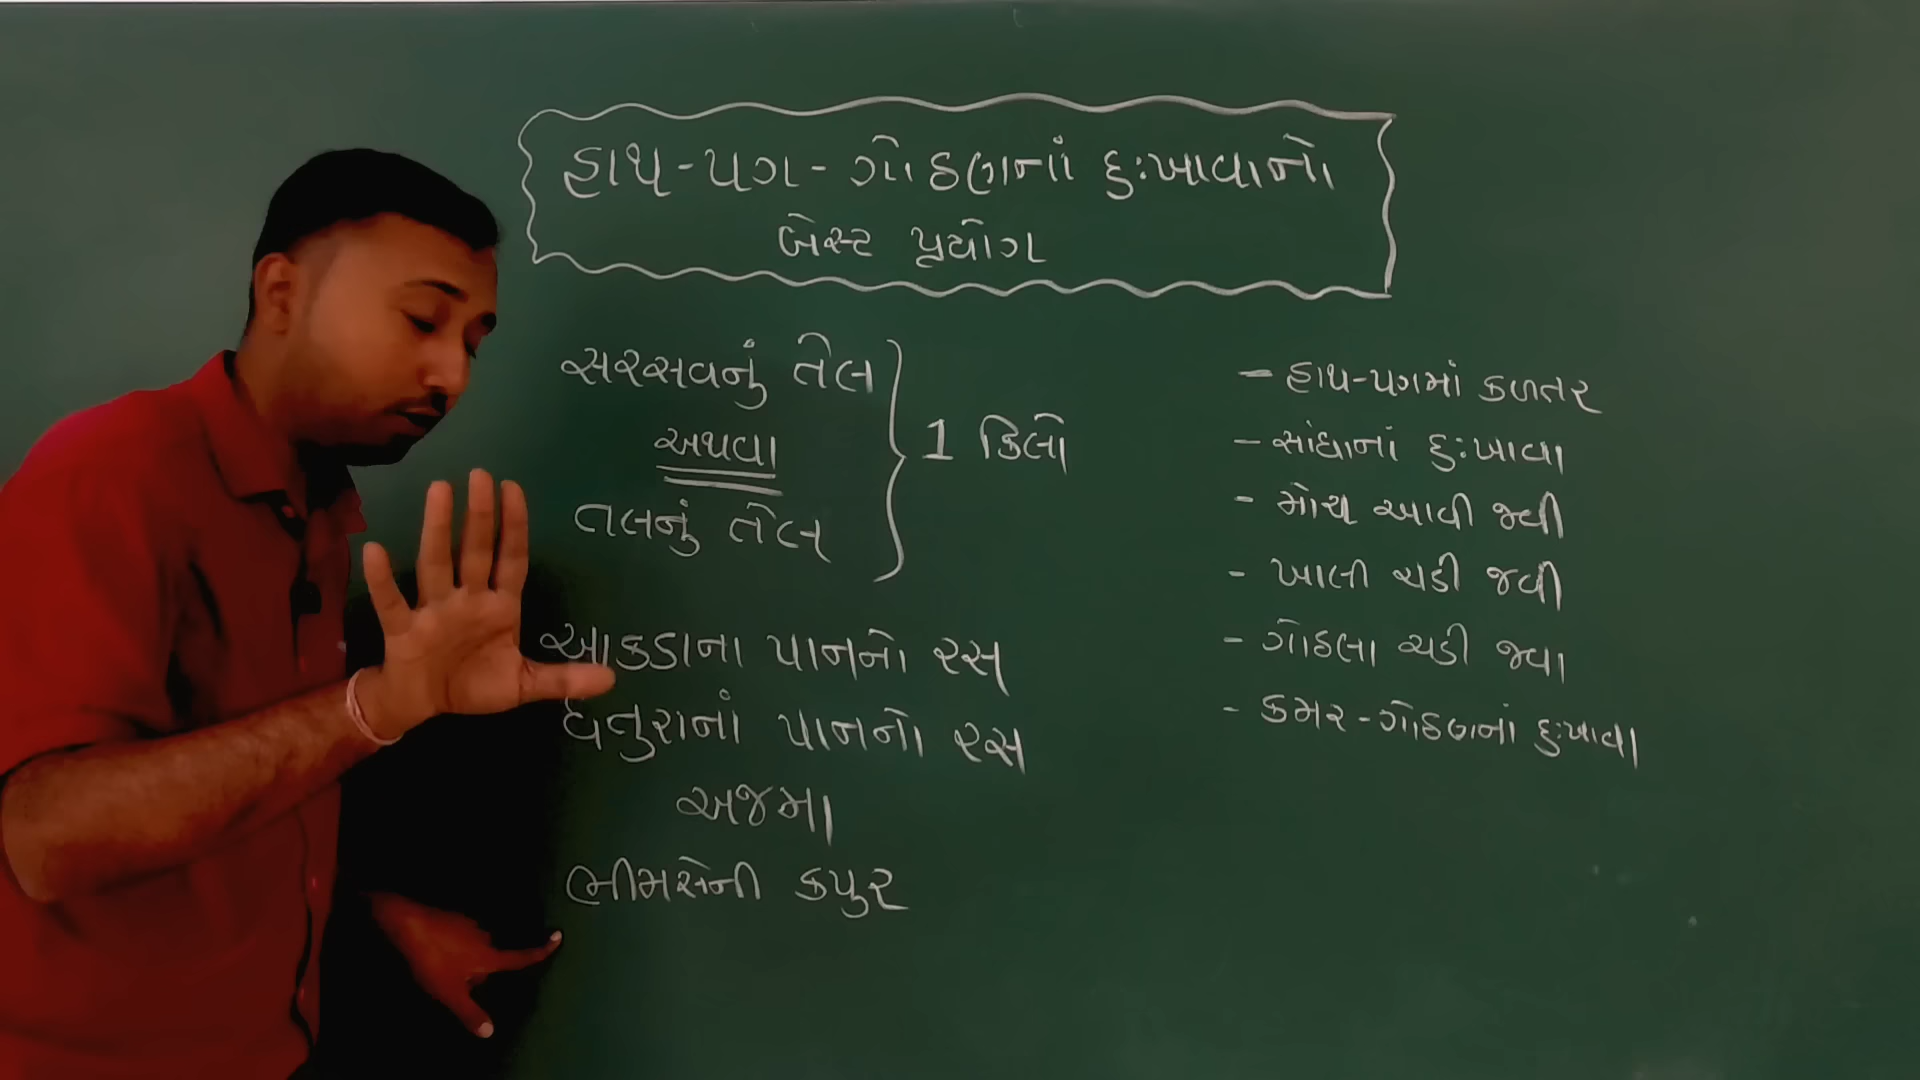 હાથ-પગ-ગોઠણનાં દુઃખાવાનો
બેસ્ટ પ્રયોગ
સરસવનું તેલ
અથવા
તલનું તેલ
1 કિલો
આકડાના પાનનો રસ
ધતુરાનાં પાનનો રસ
અજમા
ભીમસેની કપુર
- હાથ-પગમાં કળતર
- સાંધાનાં દુઃખાવા
- મોચ આવી જવી
- ખાલી ચડી જવી
- ગોઠલા ચડી જવા
- કમર-ગોઠણનાં દુઃખાવા